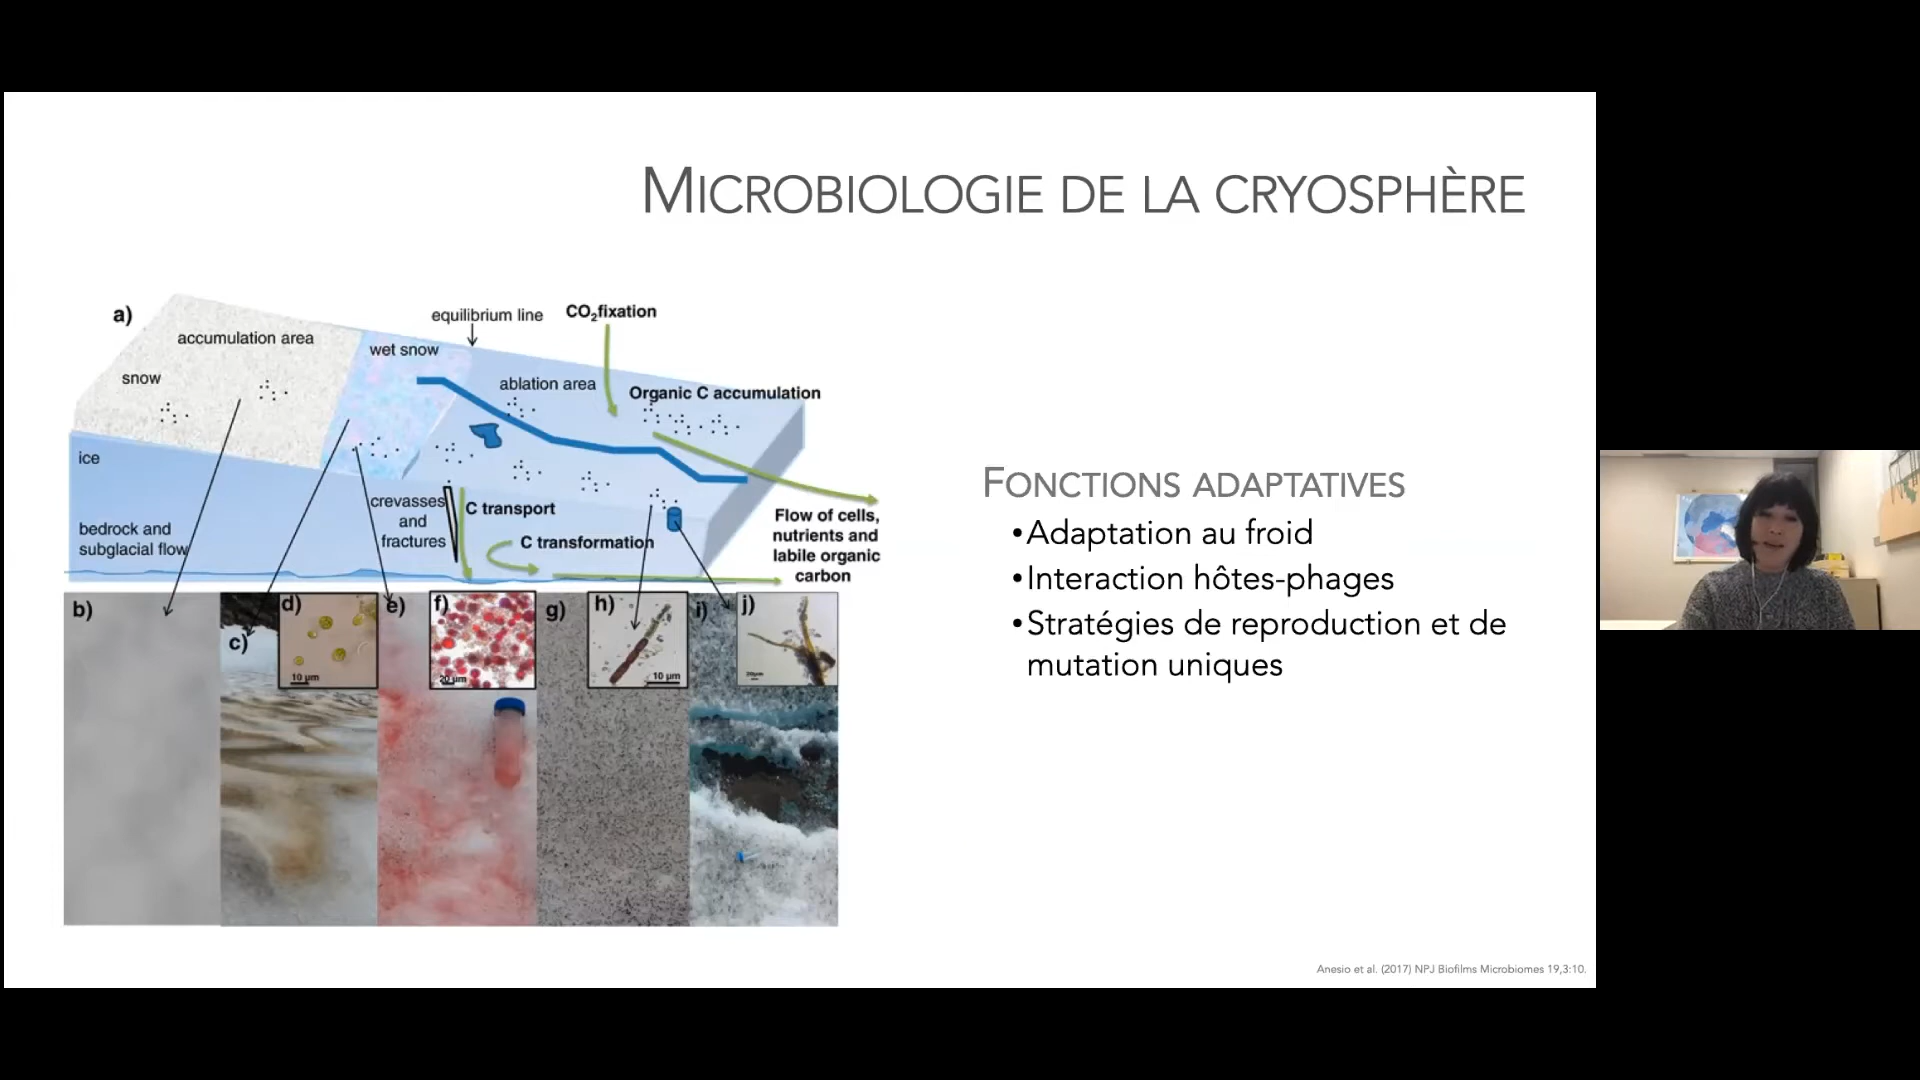 MICROBIOLOGIE DE LA CRYOSPHÈRE
a)
equilibrium line
CO₂fixation
accumulation area
wet snow
snow
ablation area
Organic C accumulation
ice
crevasses
and
fractures
C transport
bedrock and
subglacial flow
C transformation
Flow of cells,
nutrients and
labile organic
carbon
b)
c)
d)
10 µm
e)
f)
20 µm
g)
h)
10 µm
i)
j)
20µm
FONCTIONS ADAPTATIVES
•Adaptation au froid
•Interaction hôtes-phages
•Stratégies de reproduction et de
mutation uniques
Anesio et al. (2017) NPJ Biofilms Microbiomes 19,3:10.